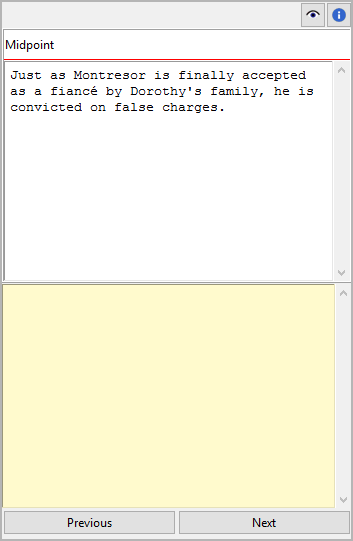 Midpoint
Just as Montresor is finally accepted
as a fiancé by Dorothy's family, he is
convicted on false charges.
Previous
Next